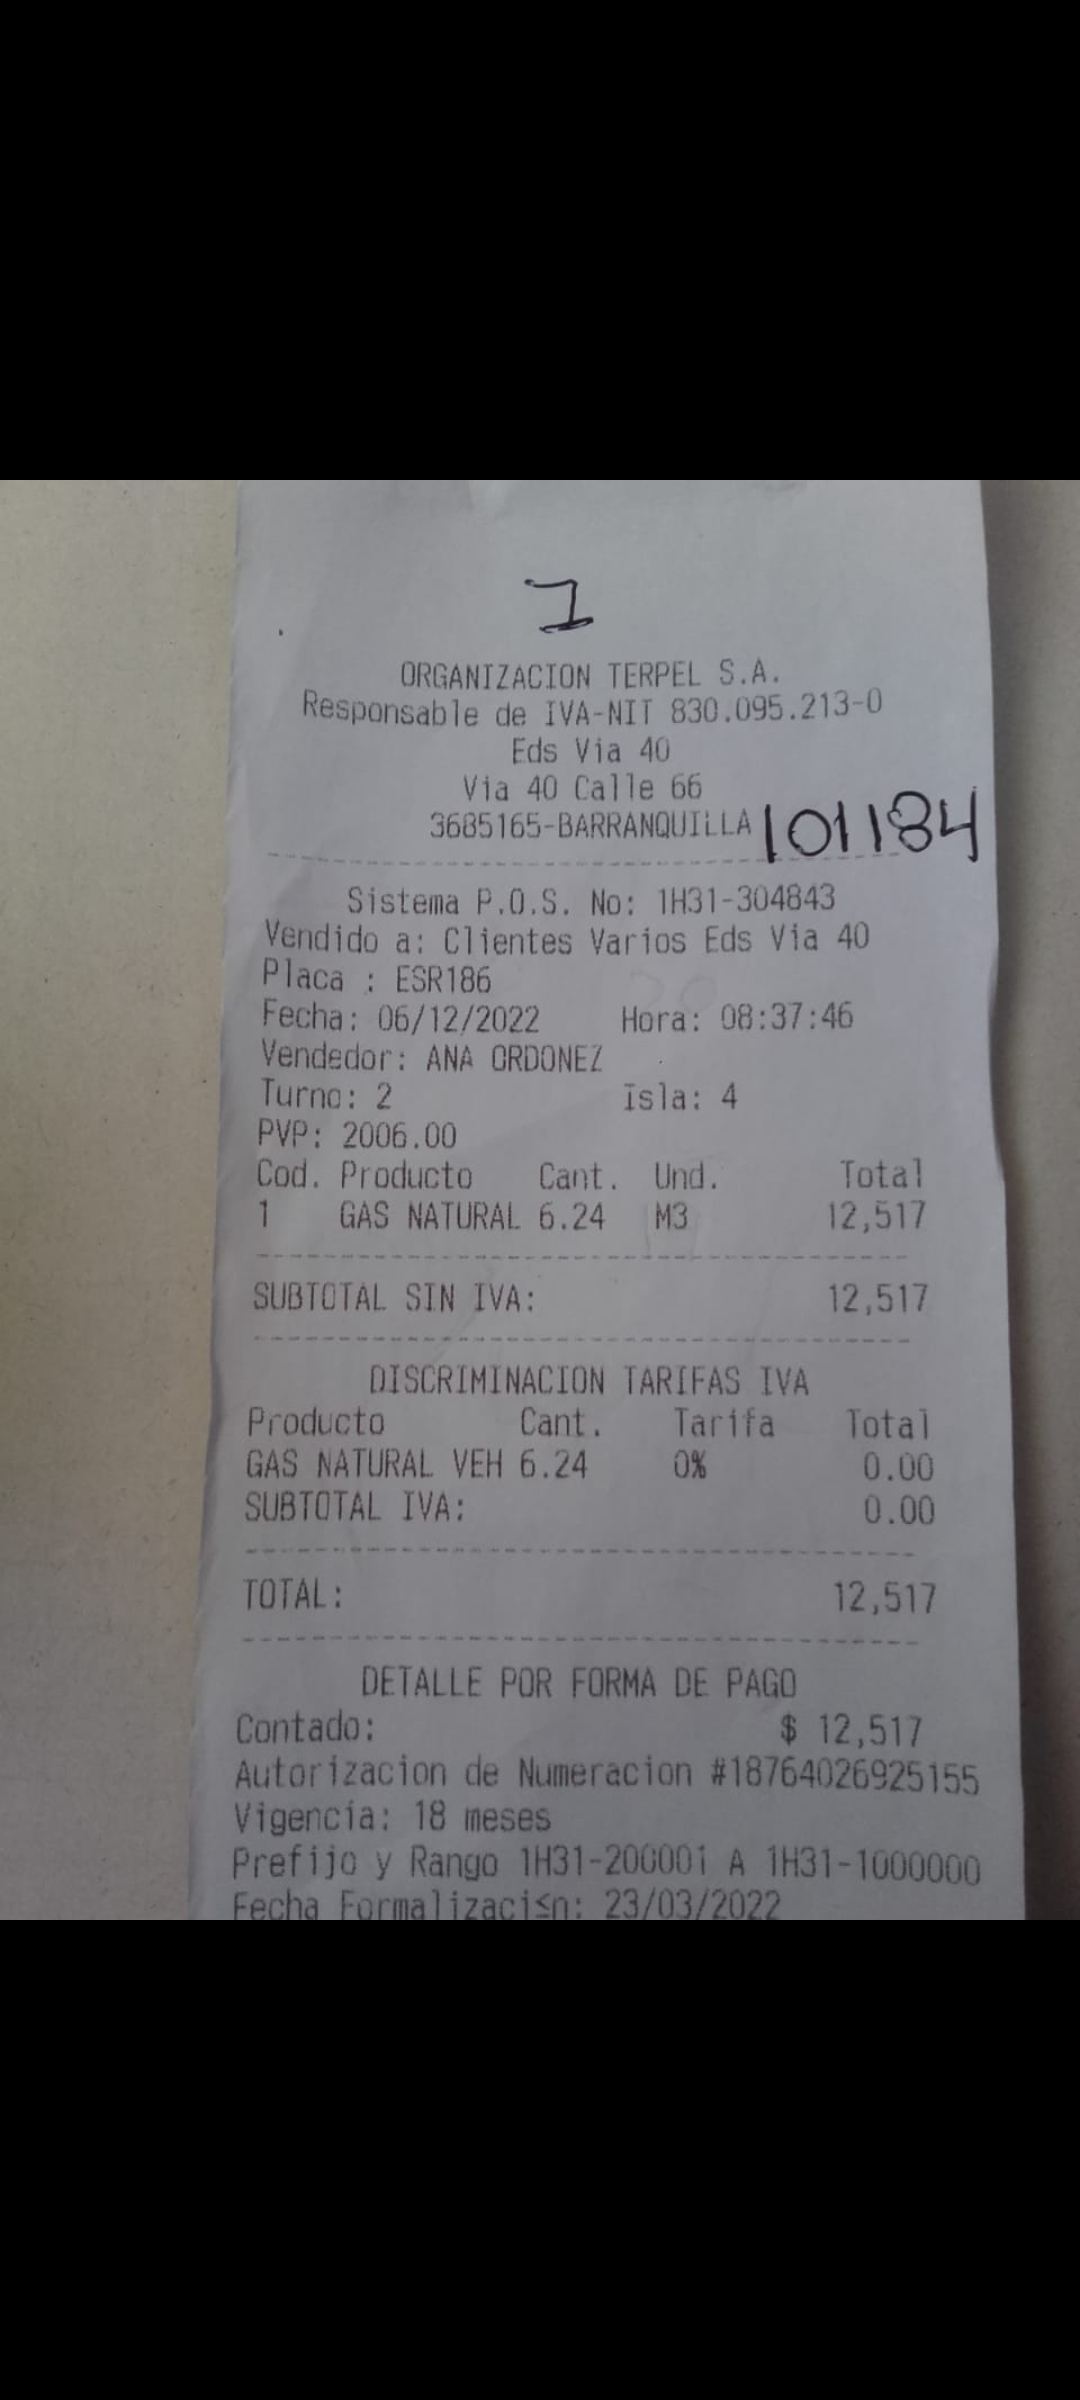 1
ORGANIZACION TERPEL S.A.
Responsable de IVA-NIT 830.095.213-0
Eds Via 40
Via 40 Calle 66
3685165-BARRANQUILLA 101184
Sistema P.O.S. No: 1H31-304843
Vendido a: Clientes Varios Eds Via 40
Placa : ESR186
Fecha: 06/12/2022 Hora: 08:37:46
Vendedor: ANA ORDONEZ
Turno: 2 Isla: 4
PVP: 2006.00
Cod. Producto Cant. Und. Total
1 GAS NATURAL 6.24 M3 12,517
SUBTOTAL SIN IVA: 12,517
DISCRIMINACION TARIFAS IVA
Producto Cant. Tarifa Total
GAS NATURAL VEH 6.24 0% 0.00
SUBTOTAL IVA: 0.00
TOTAL: 12,517
DETALLE POR FORMA DE PAGO
Contado: $ 12,517
Autorizacion de Numeracion #18764026925155
Vigencia: 18 meses
Prefijo y Rango 1H31-200001 A 1H31-1000000
Fecha Formalizaci≤n: 23/03/2022